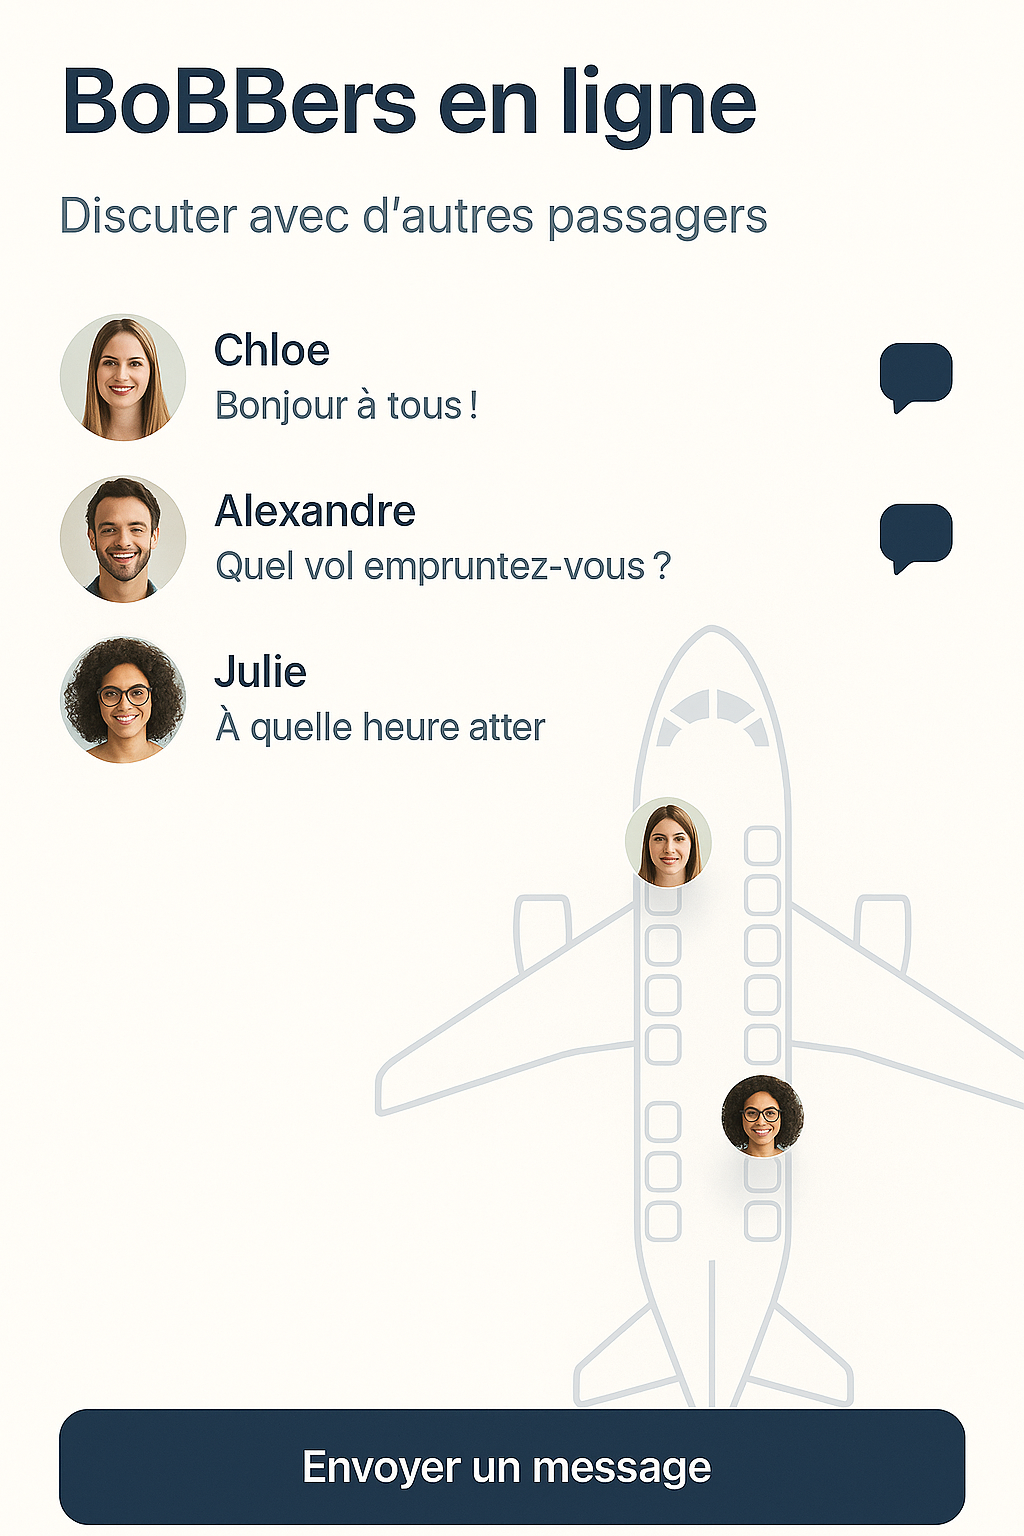 BoBBers en ligne
Discuter avec d'autres passagers
Chloe
Bonjour à tous !
Alexandre
Quel vol empruntez-vous ?
Julie
À quelle heure atter
Envoyer un message